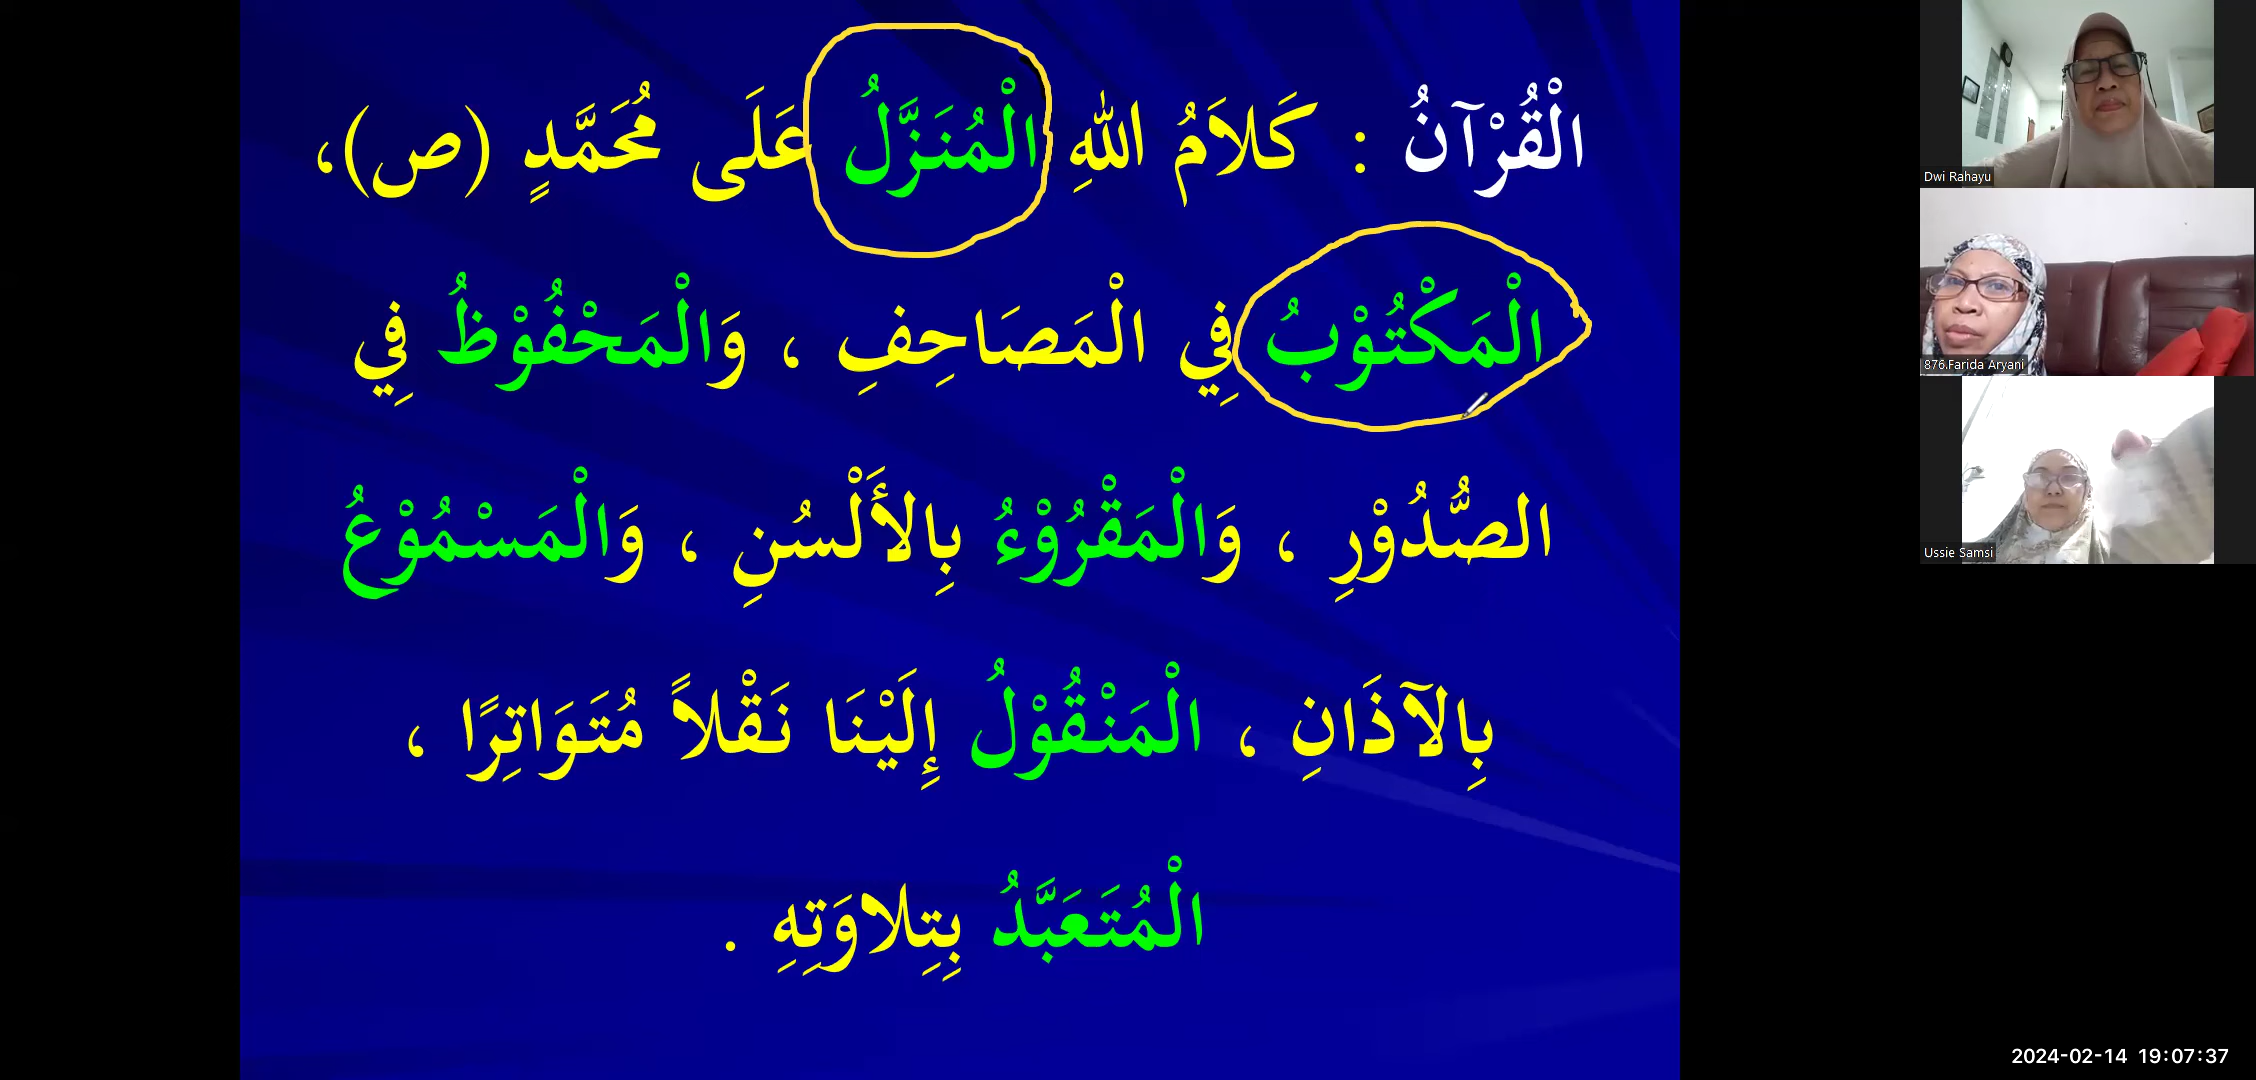 الْقُرْآنُ : كَلاَمُ اللهِ الْمُنَزَّلُ عَلَى مُحَمَّدٍ (ص)،
الْمَكْتُوْبُ فِي الْمَصَاحِفِ ، وَالْمَحْفُوْظُ فِي
الصُّدُوْرِ ، وَالْمَقْرُوْءُ بِالأَلْسُنِ ، وَالْمَسْمُوْعُ
بِالآذَانِ ، الْمَنْقُوْلُ إِلَيْنَا نَقْلاً مُتَوَاتِرًا ،
الْمُتَعَبَّدُ بِتِلاوَتِهِ .
Dwi Rahayu
876.Farida Aryani
Ussie Samsi
2024-02-14 19:07:37